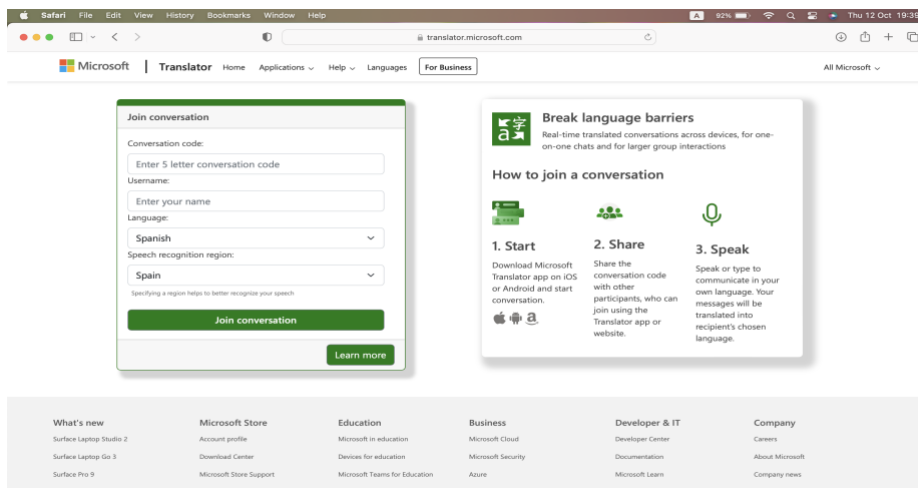 Safari File Edit View History Bookmarks Window Help A 92% Thu 12 Oct 19:39
translator.microsoft.com
Microsoft | Translator Home Applications Help Languages For Business All Microsoft
Join conversation
Conversation code:
Enter 5 letter conversation code
Username:
Enter your name
Language:
Spanish
Speech recognition region:
Spain
Specifying a region helps to better recognize your speech
Join conversation
Learn more
字
a
Break language barriers
Real-time translated conversations across devices, for one-
on-one chats and for larger group
interactions
How to join a conversation
1. Start
Download Microsoft
Translator app on iOS
or Android and start
conversation.
a
2. Share
Share the
conversation code
with other
participants, who can
join using the
Translator app or
website.
3. Speak
Speak or type to
communicate in your
own language. Your
messages will be
translated into
recipient's chosen
language.
What's new Microsoft Store Education Business Developer & IT Company
Surface Laptop Studio 2 Account profile Microsoft in education Microsoft Cloud Developer Center Careers
Surface Laptop Go 3 Download Center Devices for education Microsoft Security Documentation About Microsoft
Surface Pro 9 Microsoft Store Support Microsoft Teams for Education Azure Microsoft Learn Company news